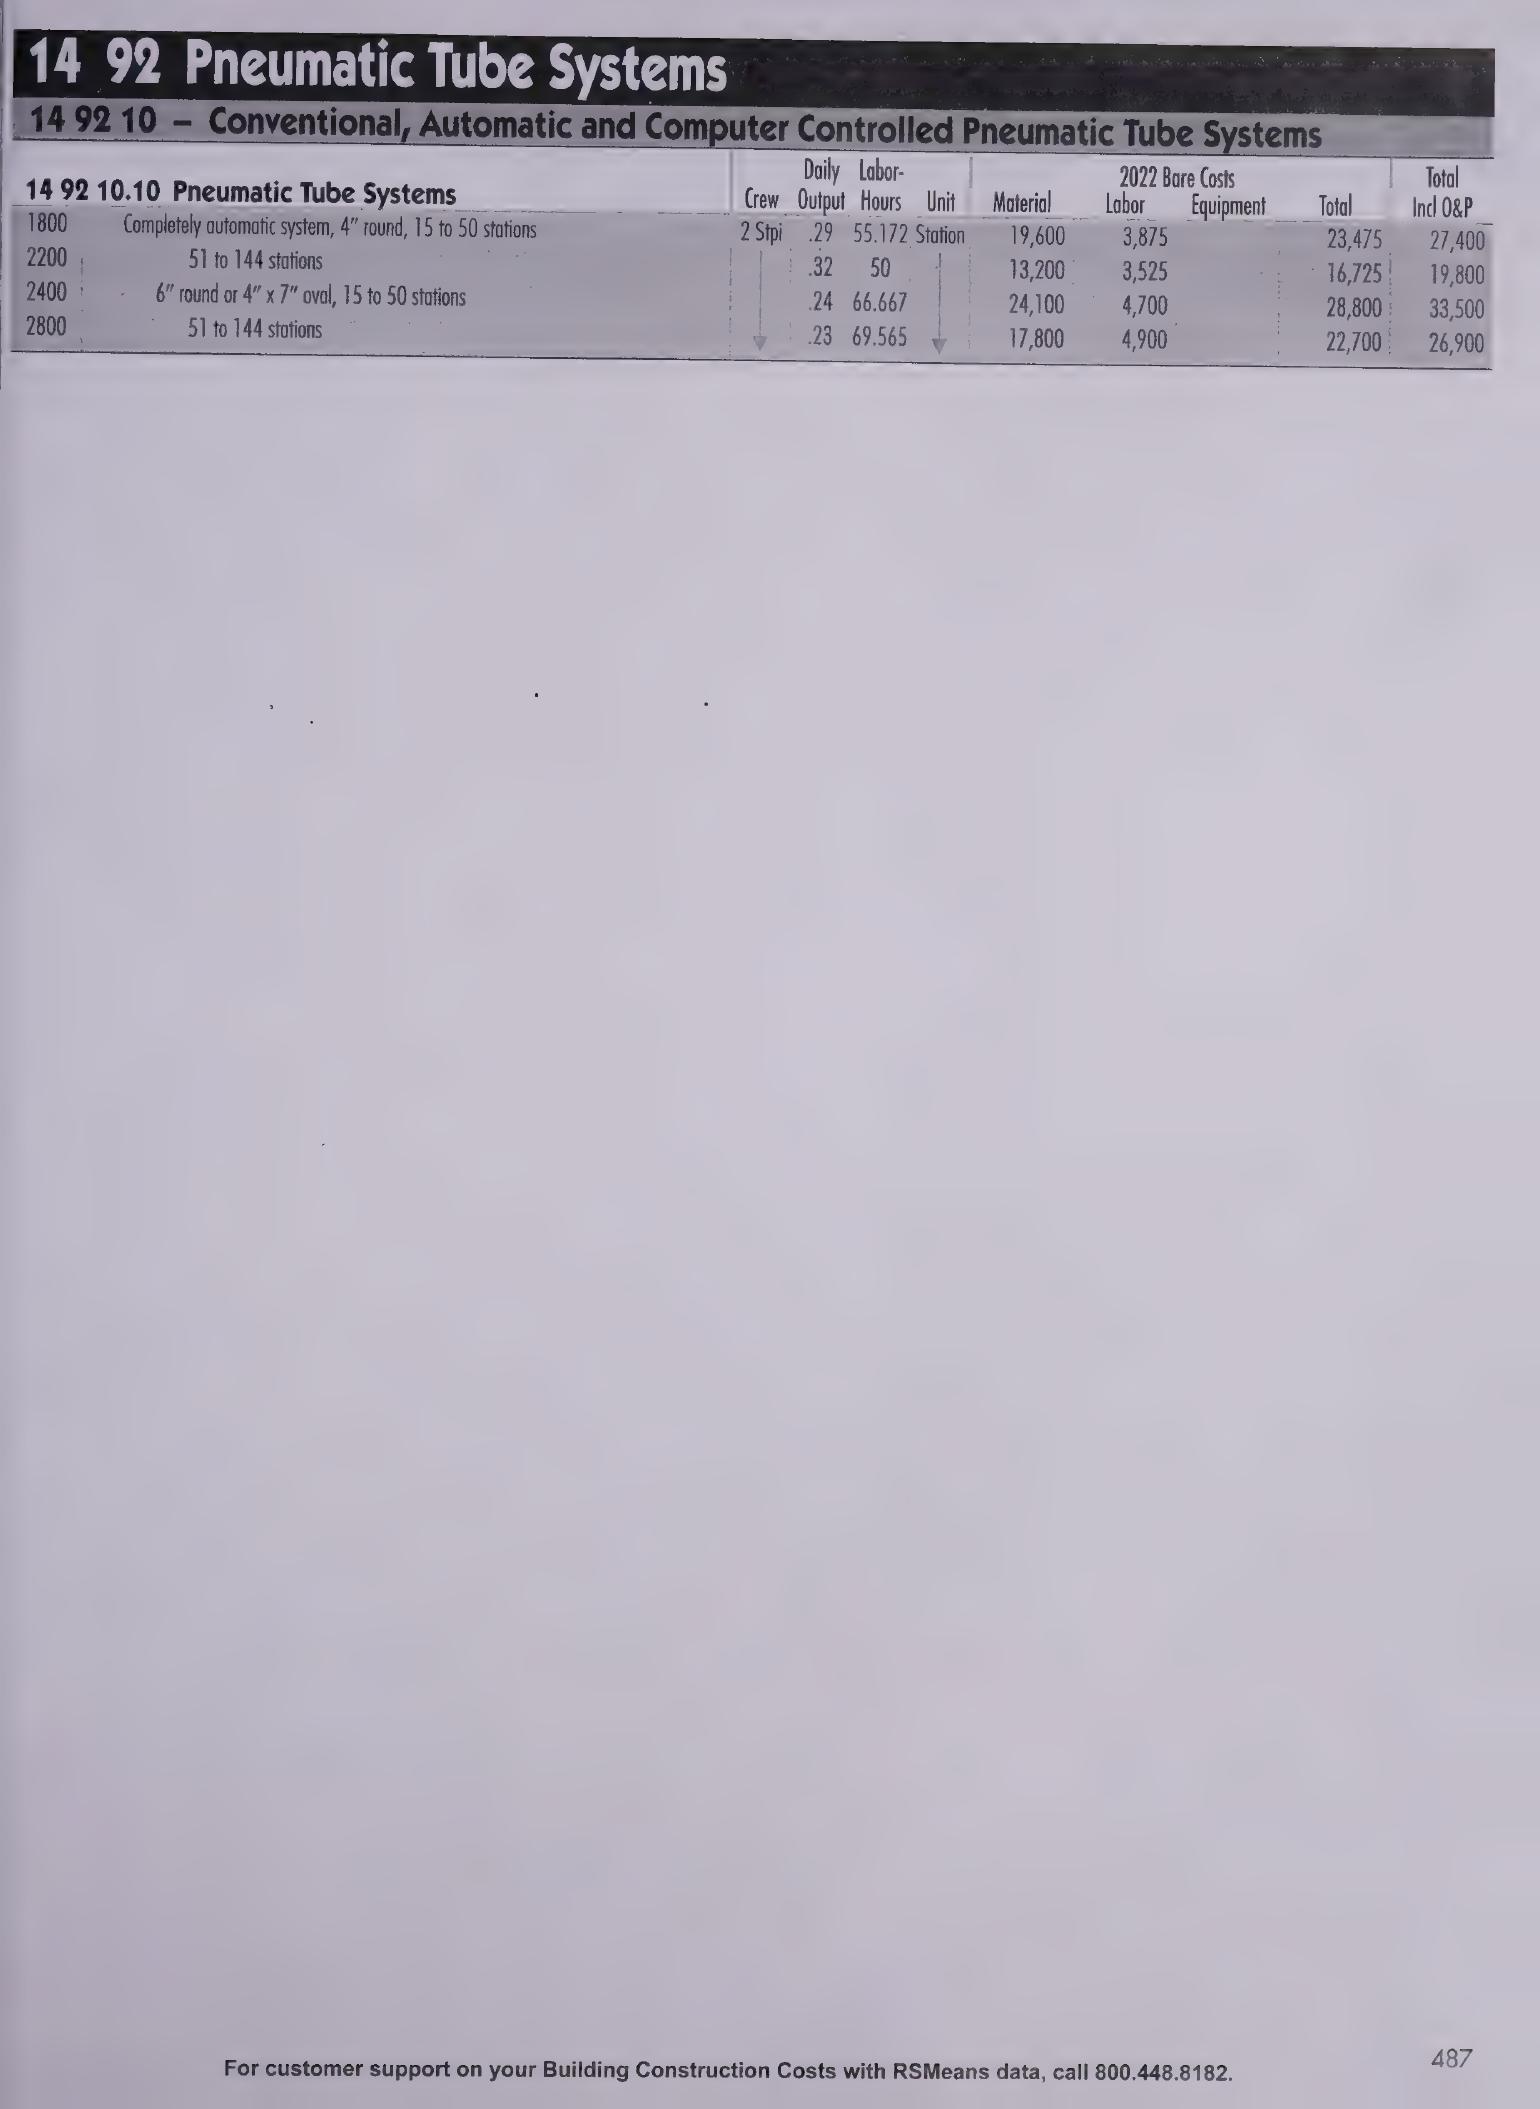 14 92 Pneumatic Tube Systems
14 92 10 – Conventional, Automatic and Computer Controlled Pneumatic Tube Systems
14 92 10.10 Pneumatic Tube Systems Crew Daily Output Labor-Hours Unit Material 2022 Bare Costs Labor Equipment Total Total Incl O&P
1800 Completely automatic system, 4" round, 15 to 50 stations 2 Stpi .29 55.172 Station 19,600 3,875 23,475 27,400
2200 51 to 144 stations .32 50 13,200 3,525 16,725 19,800
2400 6" round or 4" x 7" oval, 15 to 50 stations .24 66.667 24,100 4,700 28,800 33,500
2800 51 to 144 stations .23 69.565 17,800 4,900 22,700 26,900
For customer support on your Building Construction Costs with RSMeans data, call 800.448.8182.
487